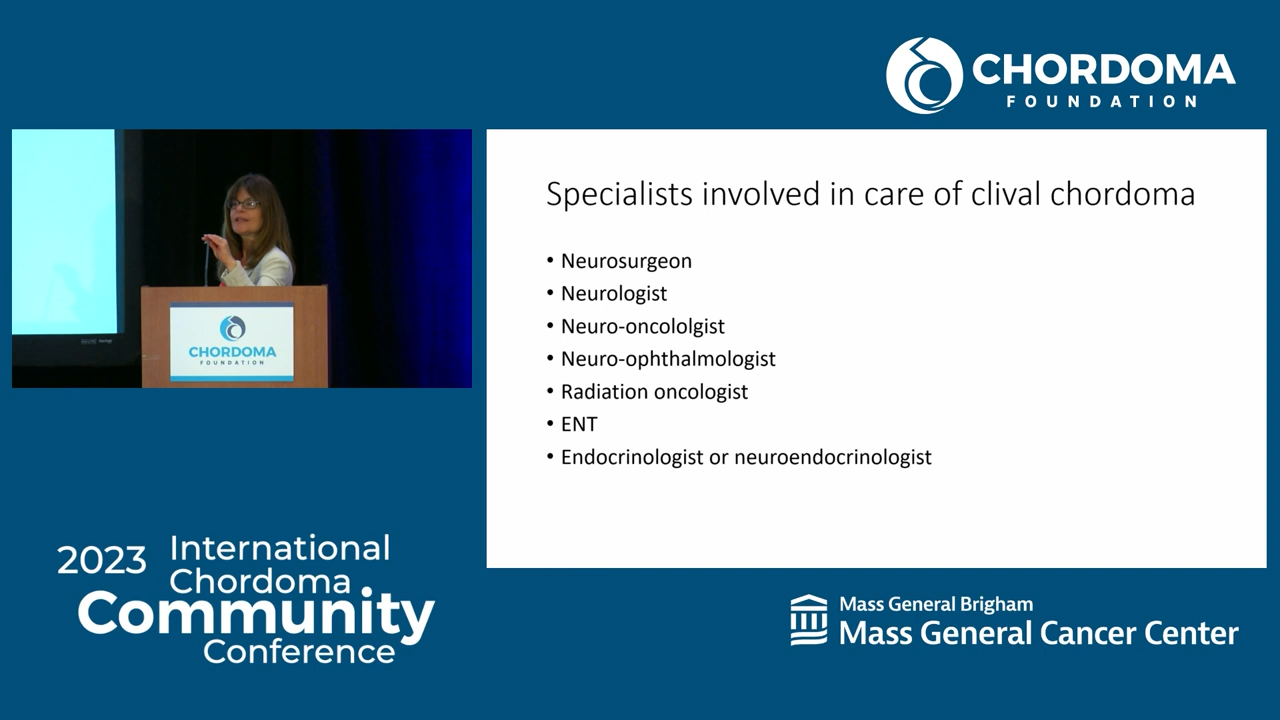 CHORDOMA
FOUNDATION
Specialists involved in care of clival chordoma
• Neurosurgeon
• Neurologist
• Neuro-oncololgist
• Neuro-ophthalmologist
• Radiation oncologist
• ENT
• Endocrinologist or neuroendocrinologist
CHORDOMA
FOUNDATION
2023 International
Chordoma
Community
Conference
Mass General Brigham
Mass General Cancer Center